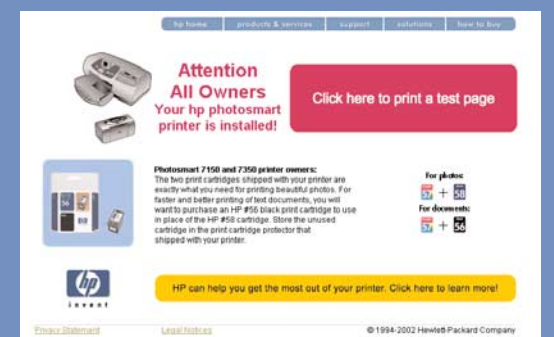 hp home products & services support solutions how to buy
Attention
All Owners
Your hp photosmart
printer is installed!
Click here to print a test page
Photosmart 7150 and 7350 printer owners:
The two print cartridges shipped with your printer are
exactly what you need for printing beautiful photos. For
faster and better printing of text documents, you will
want to purchase an HP #56 black print cartridge to use
in place of the HP #58 cartridge. Store the unused
cartridge in the print cartridge protector that
shipped with your printer.
For photos:
57 + 58
For documents:
57 + 56
56
hp
invent
HP can help you get the most out of your printer. Click here to learn more!
Privacy Statement Legal Notices © 1994-2002 Hewlett-Packard Company